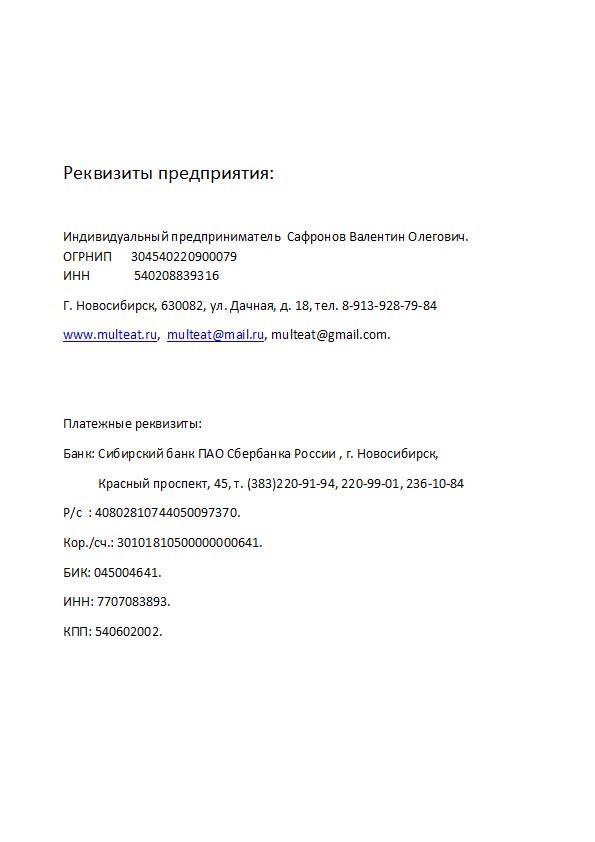 Реквизиты предприятия:
Индивидуальный предприниматель Сафронов Валентин Олегович.
ОГРНИП 304540220900079
ИНН 540208839316
Г. Новосибирск, 630082, ул. Дачная, д. 18, тел. 8-913-928-79-84
www.multeat.ru, multeat@mail.ru, multeat@gmail.com.
Платежные реквизиты:
Банк: Сибирский банк ПАО Сбербанка России , г. Новосибирск,
Красный проспект, 45, т. (383)220-91-94, 220-99-01, 236-10-84
Р/с : 40802810744050097370.
Кор./сч.: 30101810500000000641.
БИК: 045004641.
ИНН: 7707083893.
КПП: 540602002.